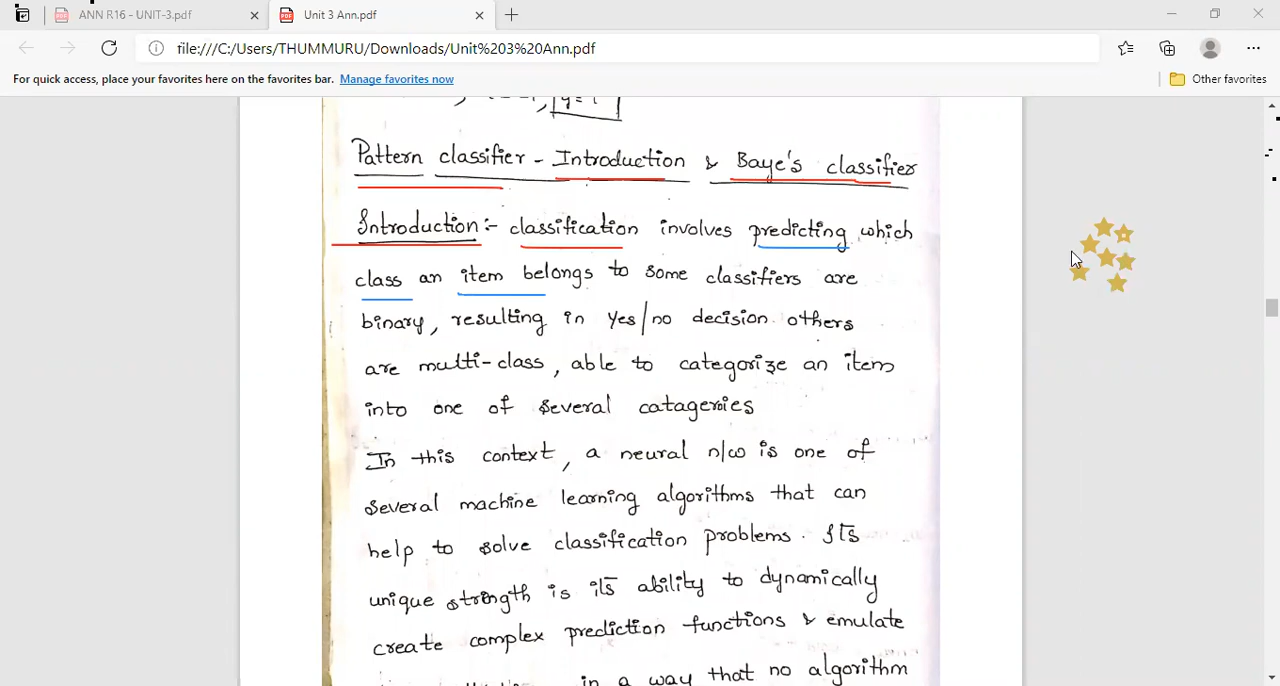 ANN R16 - UNIT-3.pdf
Unit 3 Ann.pdf
file:///C:/Users/THUMMURU/Downloads/Unit%203%20Ann.pdf
For quick access, place your favorites here on the favorites bar. Manage favorites now
Other favorites
Pattern classifier - Introduction & Baye's classifier
Introduction:- classification involves predicting which
class an item belongs to some classifiers are
binary, resulting in yes/no decision. others
are multi-class, able to categorize an item
into one of several catageroies
In this context, a neural n/w is one of
several machine learning algorithms that can
help to solve classification problems. Its
unique strength is its ability to dynamically
create complex prediction functions & emulate
in a way that no algorithm